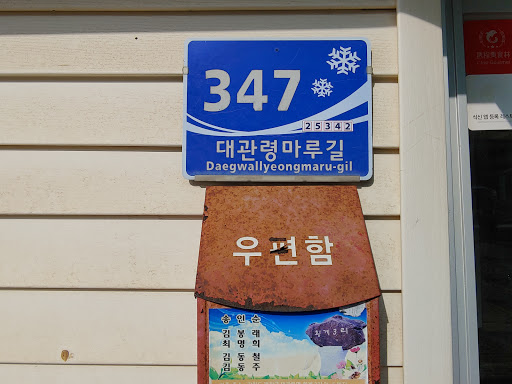 347
25342
대관령마루길
Daegwallyeongmaru-gil
우편함
송인순
김봉래
최명희
김동철
김동주
횡계3리